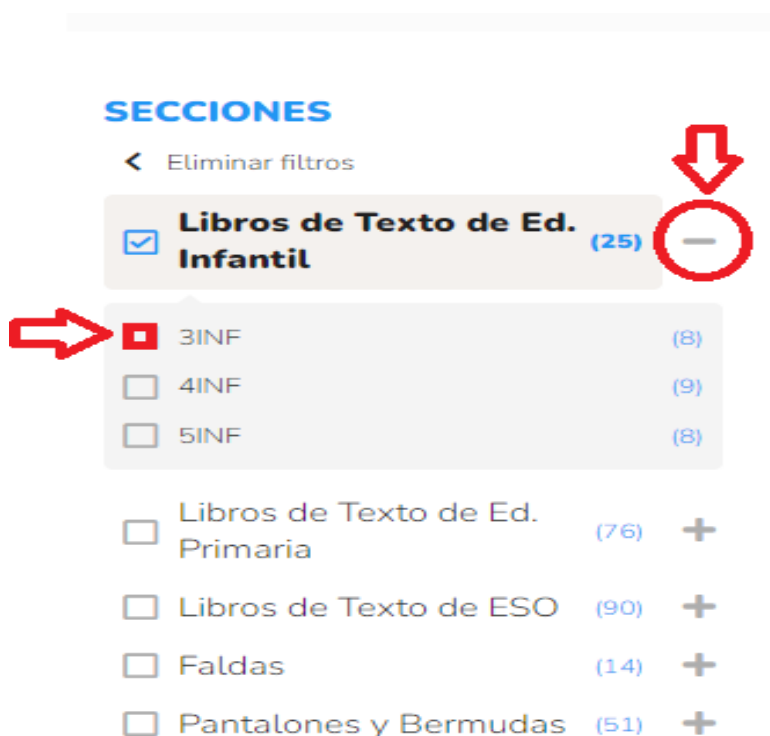 SECCIONES
Eliminar filtros
Libros de Texto de Ed.
Infantil
(25)
3INF (8)
4INF (9)
5INF (8)
Libros de Texto de Ed.
Primaria
(76)
Libros de Texto de ESO (90)
Faldas (14)
Pantalones y Bermudas (51)